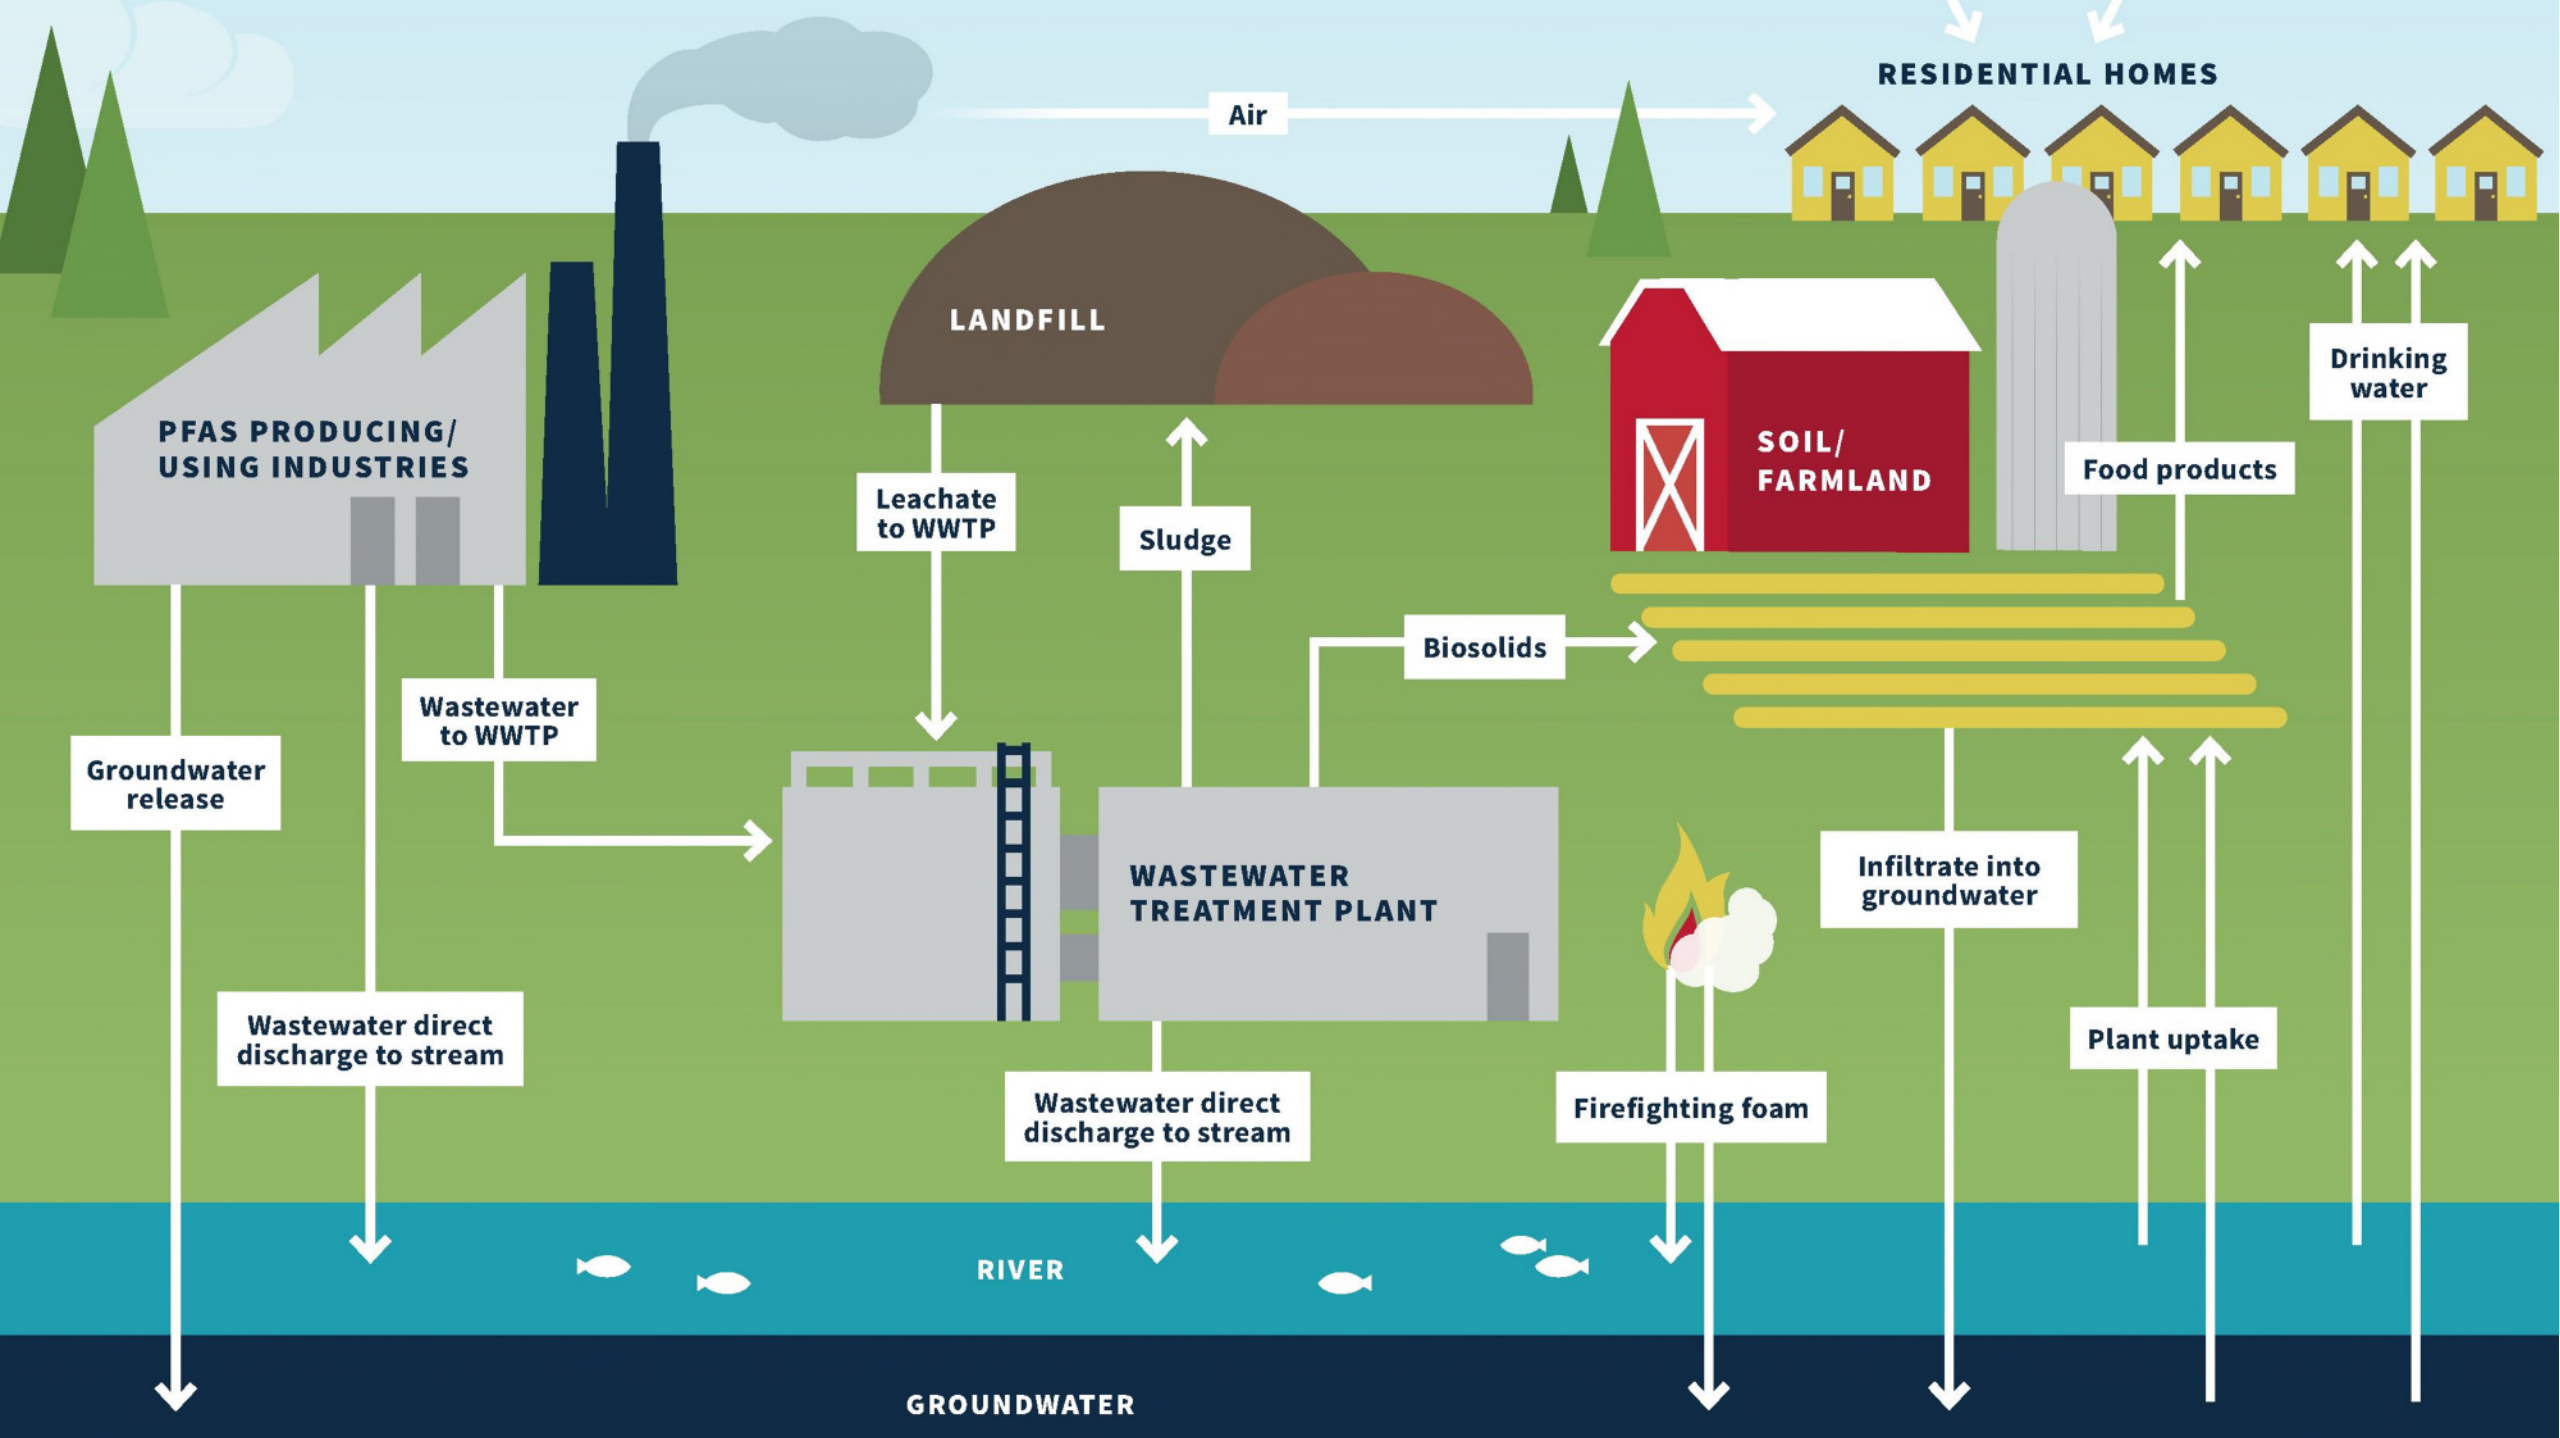 RESIDENTIAL HOMES
Air
LANDFILL
Drinking
water
PFAS PRODUCING/
USING INDUSTRIES
SOIL/
FARMLAND
Food products
Leachate
to WWTP
Sludge
Biosolids
Wastewater
to WWTP
Groundwater
release
WASTEWATER
TREATMENT PLANT
Infiltrate into
groundwater
Wastewater direct
discharge to stream
Plant uptake
Wastewater direct
discharge to stream
Firefighting foam
RIVER
GROUNDWATER